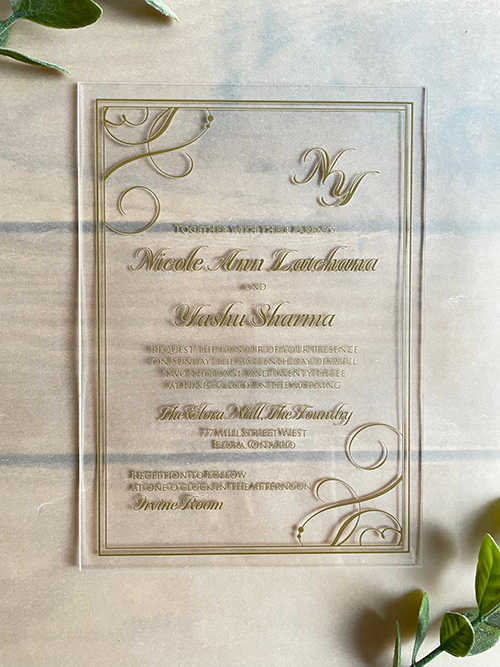 NY
TOGETHER WITH THEIR PARENTS
Nicole Ann Latchana
AND
Yashu Sharma
REQUEST THE HONOUR OF YOUR PRESENCE
ON SUNDAY THE SIXTEENTH DAY OF APRIL
TWO THOUSAND AND TWENTY THREE
AT NINE O'CLOCK IN THE MORNING
The Elora Mill, The Foundry
77 MILL STREET WEST
ELORA, ONTARIO
RECEPTION TO FOLLOW
AT ONE O'CLOCK IN THE AFTERNOON
Irvine Room